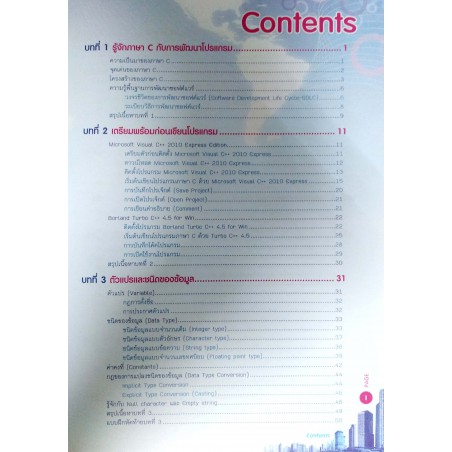 Contents
บทที่ 1 รู้จักภาษา C กับการพัฒนาโปรแกรม 1
ความเป็นมาของภาษา C 1
จุดเด่นของภาษา C 2
โครงสร้างของภาษา C
ความรู้พื้นฐานการพัฒนาซอฟต์แวร์
วงจรชีวิตของการพัฒนาซอฟต์แวร์ (Software Development Life Cycle-SDLC)
ระเบียบวิธีการพัฒนาซอฟต์แวร์
สรุปเนื้อหาบทที่ 1 9
บทที่ 2 เตรียมพร้อมก่อนเขียนโปรแกรม 11
Microsoft Visual C++ 2010 Express Edition 11
เตรียมตัวก่อนติดตั้ง Microsoft Visual C++ 2010 Express 11
ดาวน์โหลด Microsoft Visual C++ 2010 Express
ติดตั้งโปรแกรม Microsoft Visual C++ 2010 Express
เริ่มต้นเขียนโปรแกรมภาษา C ด้วย Microsoft Visual C++ 2010 Express
การบันทึกโปรเจ็กต์ (Save Project) 20
การเปิดโปรเจ็กต์ (Open Project) 21
การเขียนคำอธิบาย (Comment) 21
Borland Turbo C++ 4.5 for Win 22
ติดตั้งโปรแกรม Borland Turbo C++ 4.5 for Win 22
เริ่มต้นเขียนโปรแกรมภาษา C ด้วย Turbo C++ 4.5 25
การบันทึกโค้ดโปรแกรม 28
การเปิดใช้งานโปรแกรม 29
สรุปเนื้อหาบทที่ 2 30
บทที่ 3 ตัวแปรและชนิดของข้อมูล 31
ตัวแปร (Variable) 31
กฎการตั้งชื่อ 31
การประกาศตัวแปร 32
ชนิดของข้อมูล (Data Type) 33
ชนิดข้อมูลแบบจำนวนเต็ม (Integer type) 35
ชนิดข้อมูลแบบตัวอักษร (Character type) 36
ชนิดข้อมูลแบบข้อความ (String type)
ชนิดข้อมูลแบบจำนวนเลขทศนิยม (Floating point type)
ค่าคงที่ (Constants)
กฎของการแปลงชนิดของข้อมูล (Data Type Conversion)
Implicit Type Conversion 44
Explicit Type Conversion (Casting)
รู้จักกับ Null character และ Empty string
สรุปเนื้อหาบทที่ 3
แบบฝึกหัดท้ายบทที่ 3 50
PAGE
I
Contents